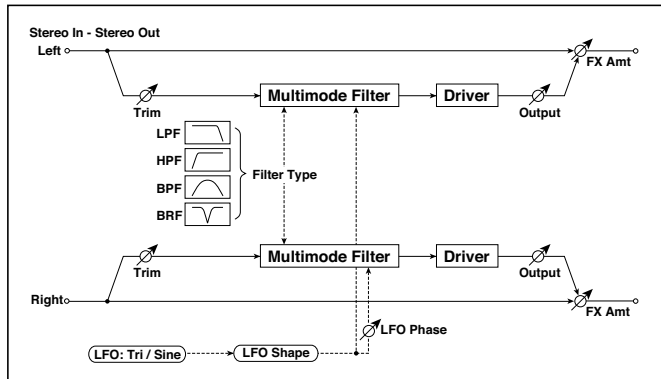 Stereo In - Stereo Out
Left
FX Amt
Trim
Multimode Filter
Driver
Output
LPF
HPF
BPF
BRF
Filter Type
Trim
Multimode Filter
Driver
Output
Right
FX Amt
LFO Phase
LFO: Tri / Sine
LFO Shape